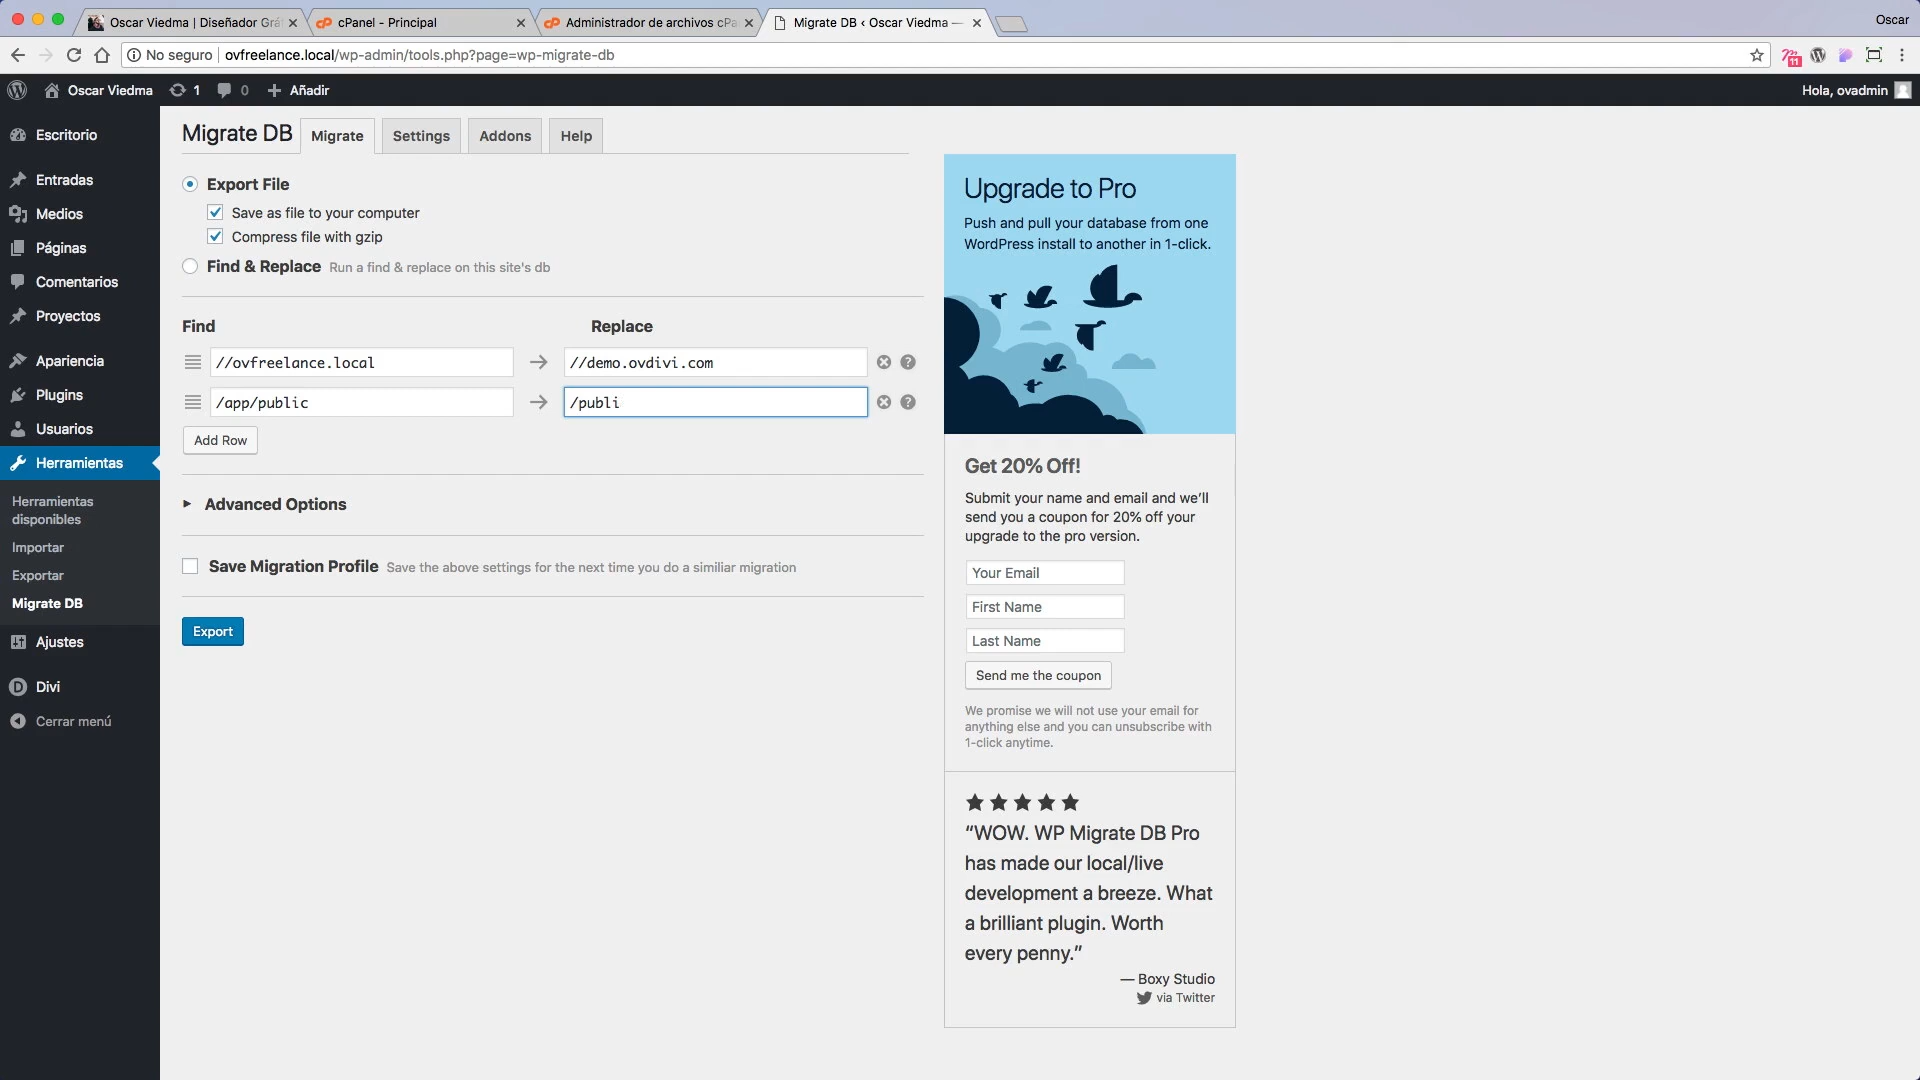 Oscar Viedma | Diseñador Grá
cPanel - Principal
Administrador de archivos cPa
Migrate DB ‹ Oscar Viedma —
Oscar
No seguro
ovfreelance.local/wp-admin/tools.php?page=wp-migrate-db
11
Oscar Viedma
1
0
Añadir
Hola, ovadmin
Escritorio
Entradas
Medios
Páginas
Comentarios
Proyectos
Apariencia
Plugins
Usuarios
Herramientas
Herramientas
disponibles
Importar
Exportar
Migrate DB
Ajustes
Divi
Cerrar menú
Migrate DB
Migrate
Settings
Addons
Help
Export File
Save as file to your computer
Compress file with gzip
Find & Replace Run a find & replace on this site's db
Find
Replace
//ovfreelance.local
//demo.ovdivi.com
/app/public
/publi
Add Row
Advanced Options
Save Migration Profile Save the above settings for the next time you do a similiar migration
Export
Upgrade to Pro
Push and pull your database from one
WordPress install to another in 1-click.
Get 20% Off!
Submit your name and email and we'll
send you a coupon for 20% off your
upgrade to the pro version.
Your Email
First Name
Last Name
Send me the coupon
We promise we will not use your email for
anything else and you can unsubscribe with
1-click anytime.
“WOW. WP Migrate DB Pro
has made our local/live
development a breeze. What
a brilliant plugin. Worth
every penny.”
— Boxy Studio
via Twitter